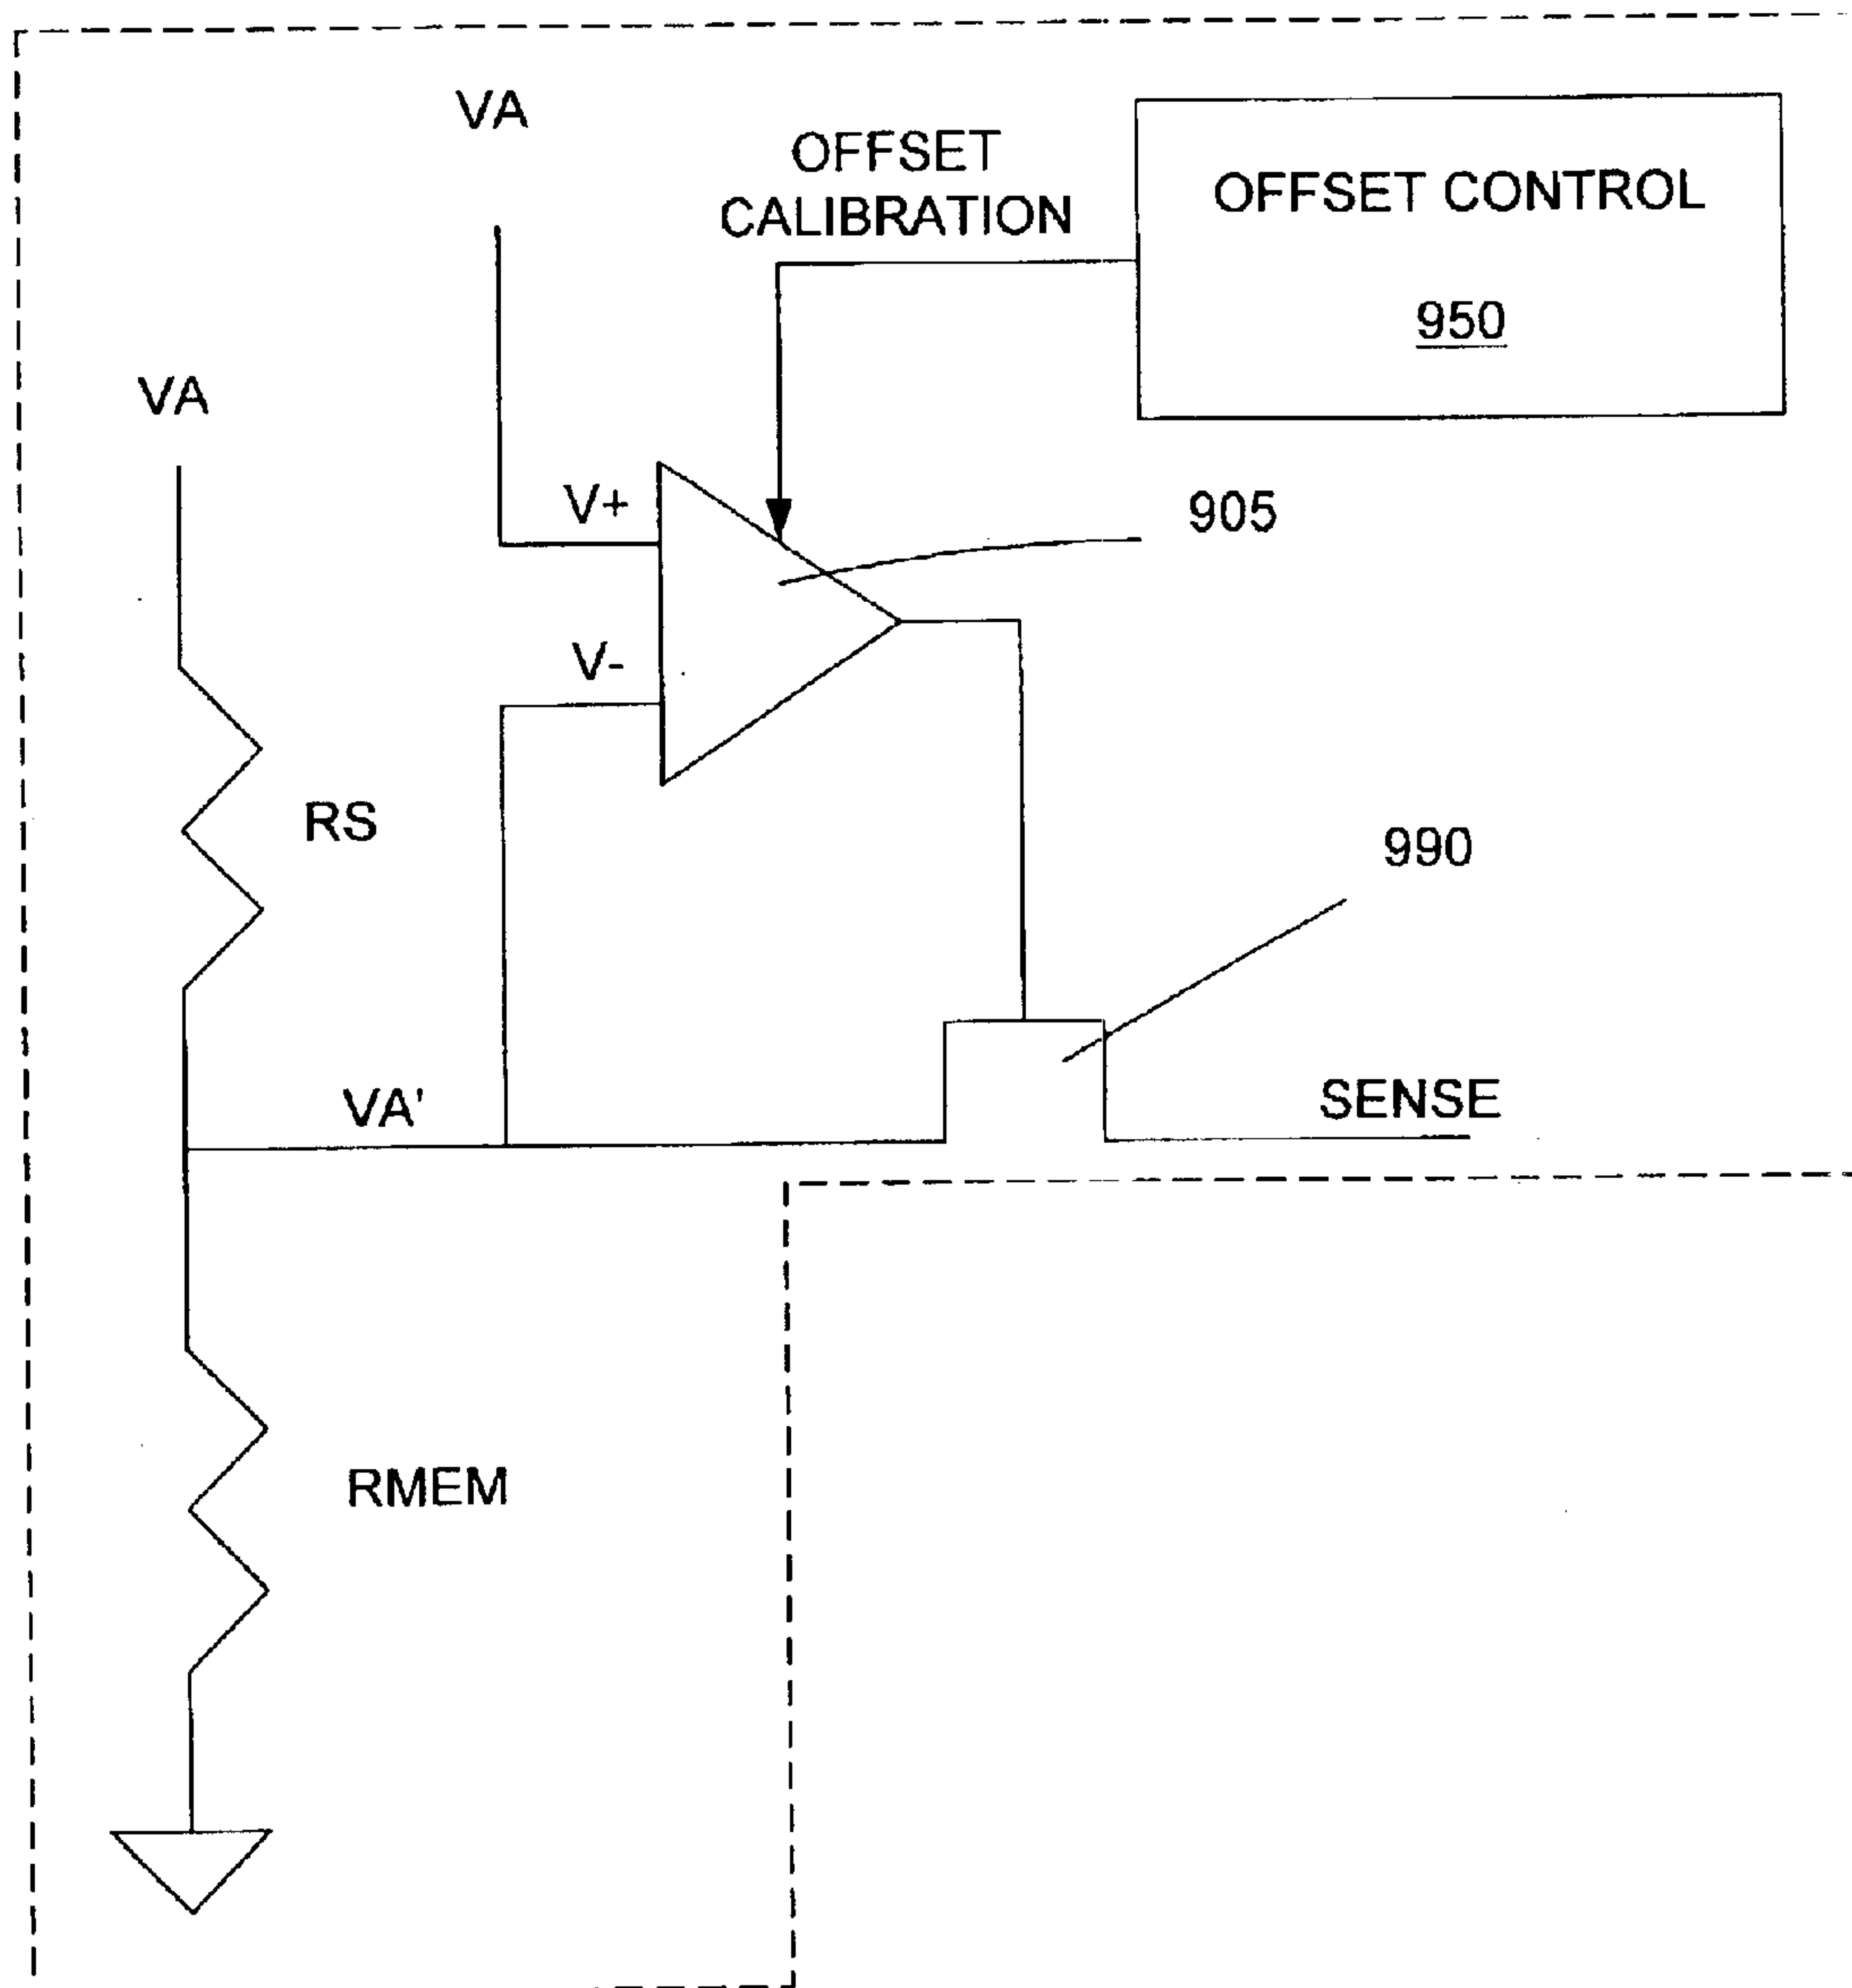 VA
OFFSET
CALIBRATION
OFFSET CONTROL
950
VA
V+
905
V-
RS
990
VA'
SENSE
RMEM